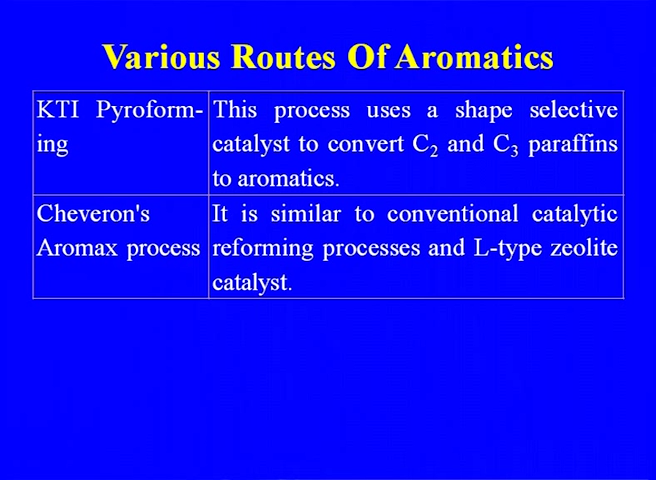 Various Routes Of Aromatics
KTI Pyroform-
ing
This process uses a shape selective
catalyst to convert C₂ and C₃ paraffins
to aromatics.
Cheveron's
Aromax process
It is similar to conventional catalytic
reforming processes and L-type zeolite
catalyst.